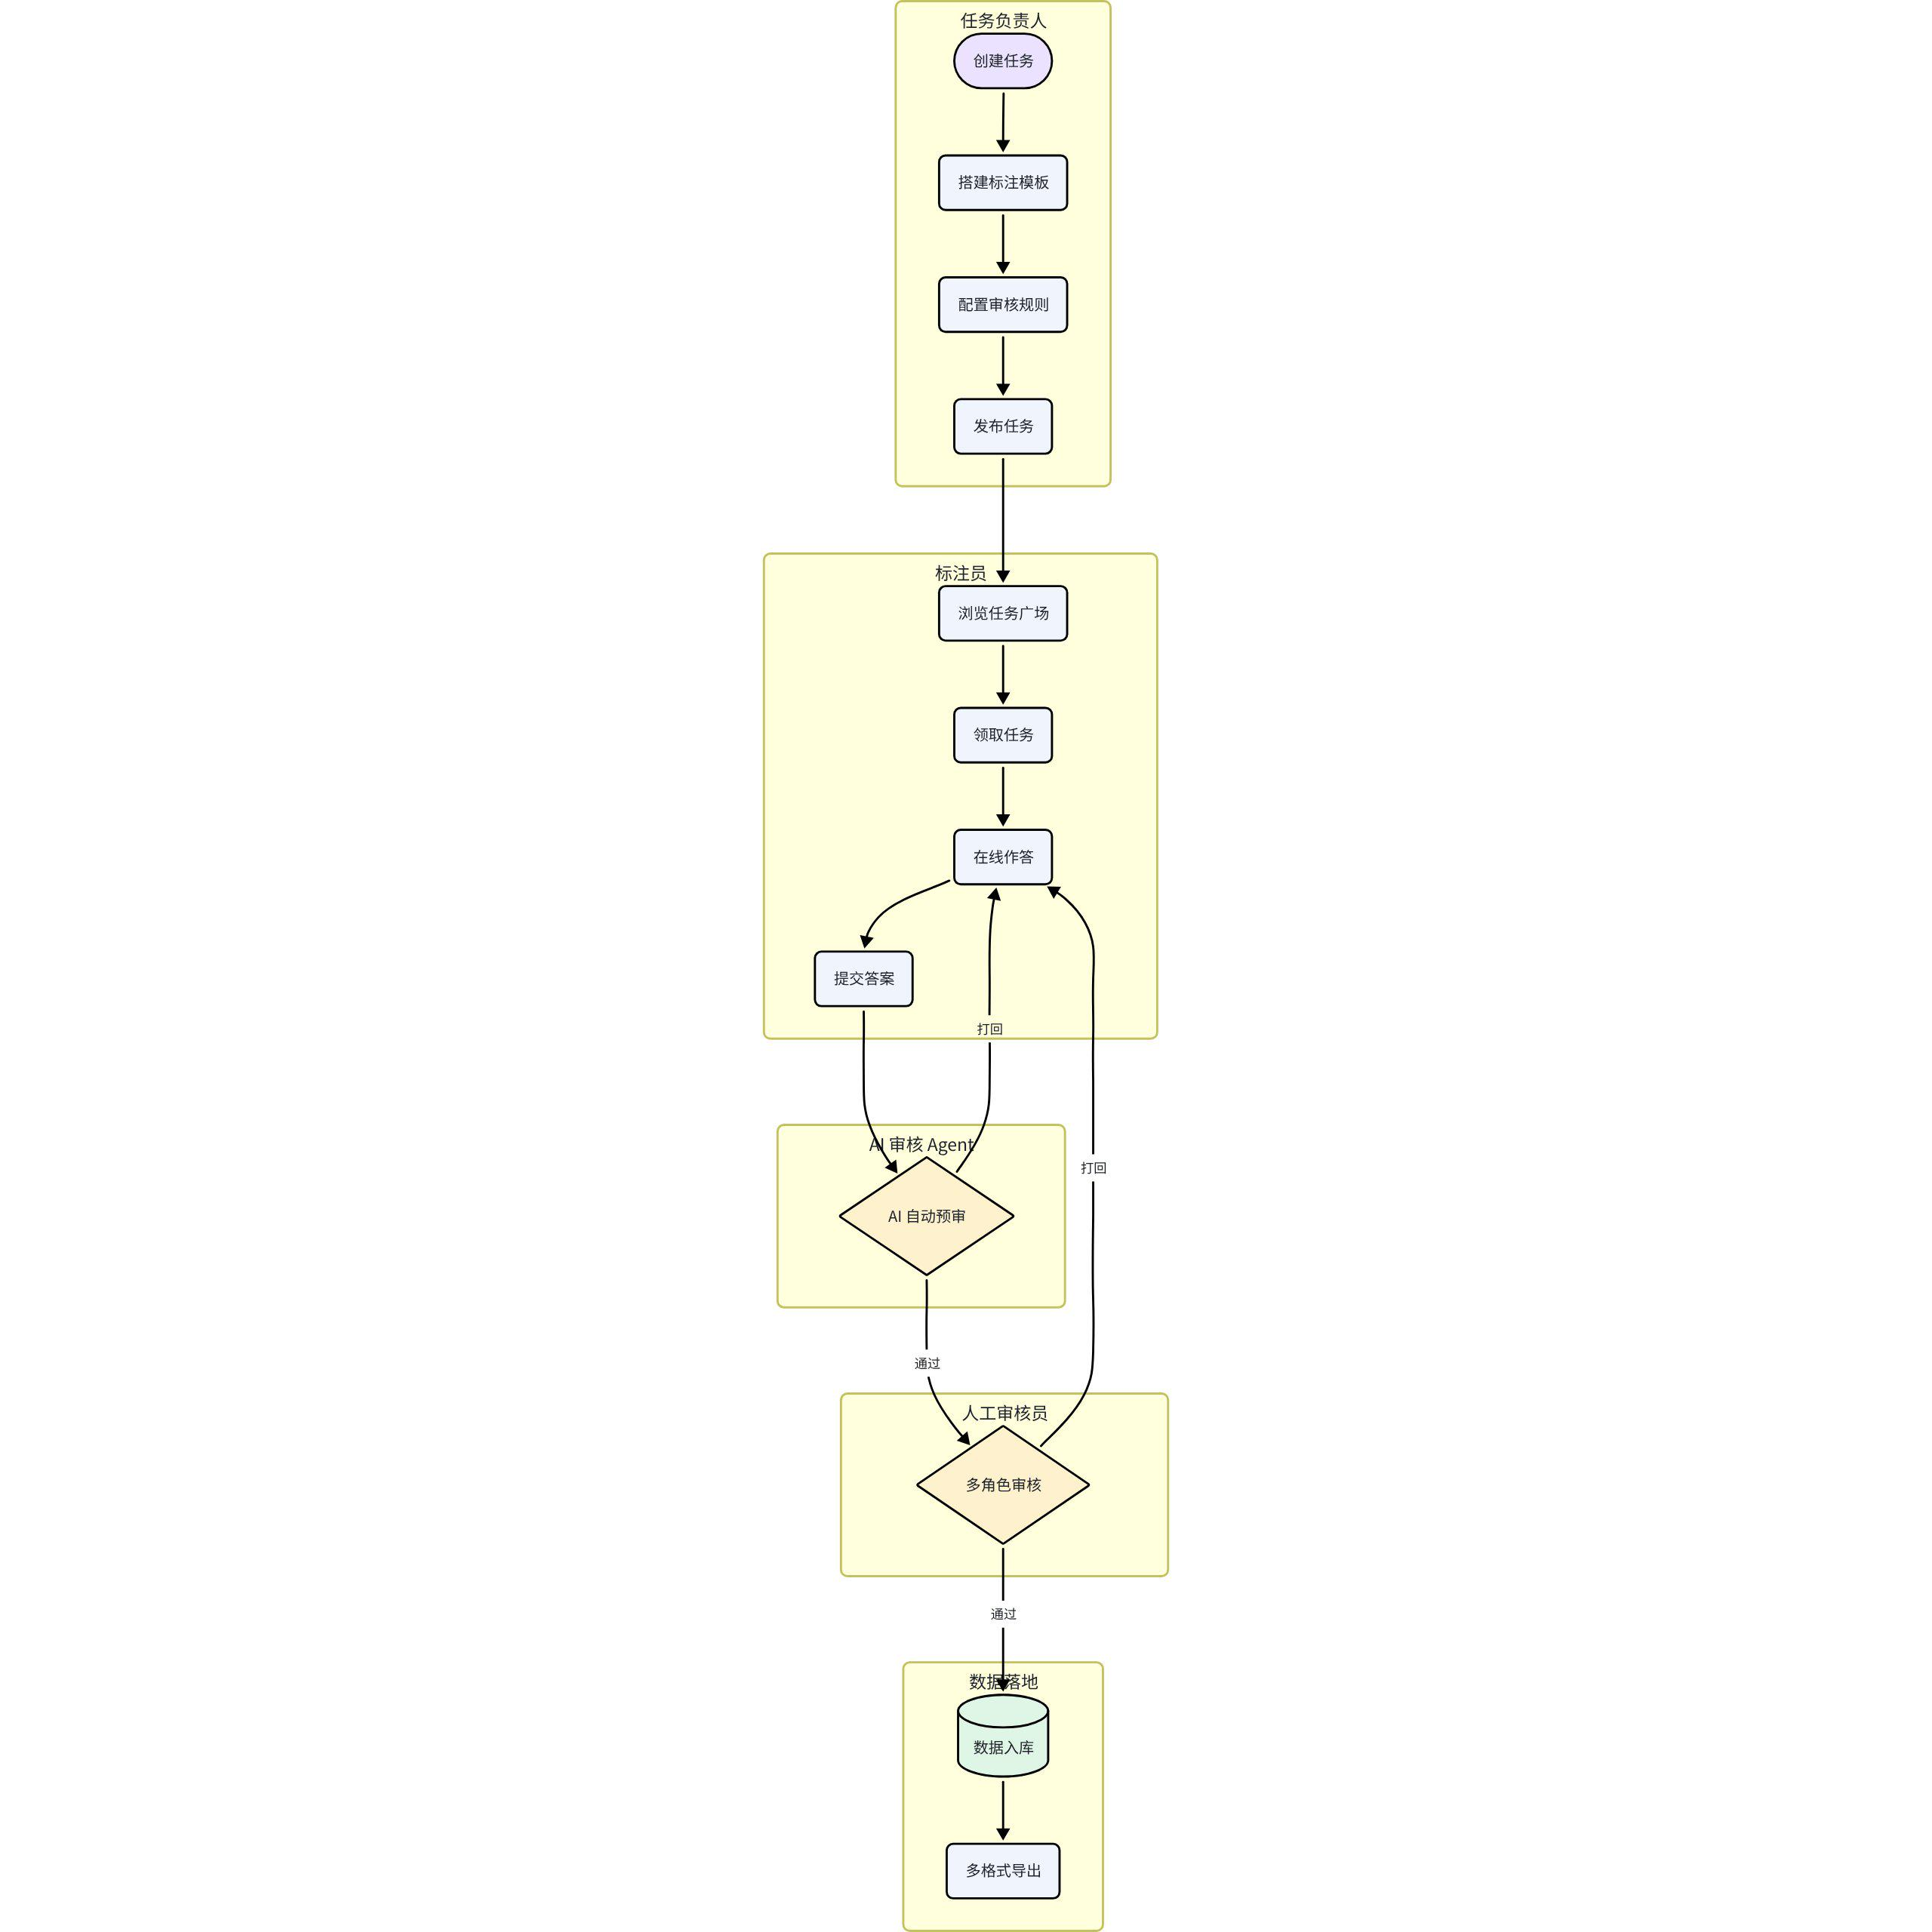 任务负责人
创建任务
搭建标注模板
配置审核规则
发布任务
标注员
浏览任务广场
领取任务
在线作答
提交答案
打回
AI 审核 Agent
打回
AI 自动预审
通过
人工审核员
多角色审核
通过
数据落地
数据入库
多格式导出